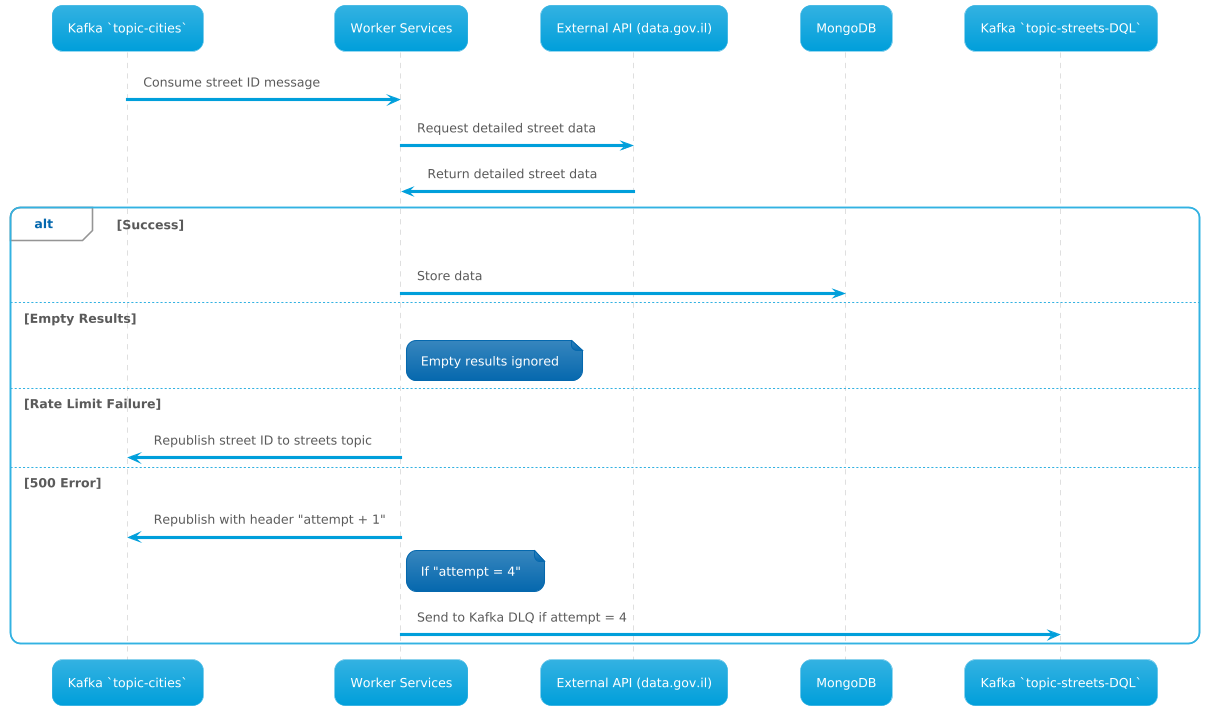 Kafka `topic-cities`
Worker Services
External API (data.gov.il)
MongoDB
Kafka `topic-streets-DQL`
Consume street ID message
Request detailed street data
Return detailed street data
alt
[Success]
Store data
[Empty Results]
Empty results ignored
[Rate Limit Failure]
Republish street ID to streets topic
[500 Error]
Republish with header "attempt + 1"
If "attempt = 4"
Send to Kafka DLQ if attempt = 4
Kafka `topic-cities`
Worker Services
External API (data.gov.il)
MongoDB
Kafka `topic-streets-DQL`